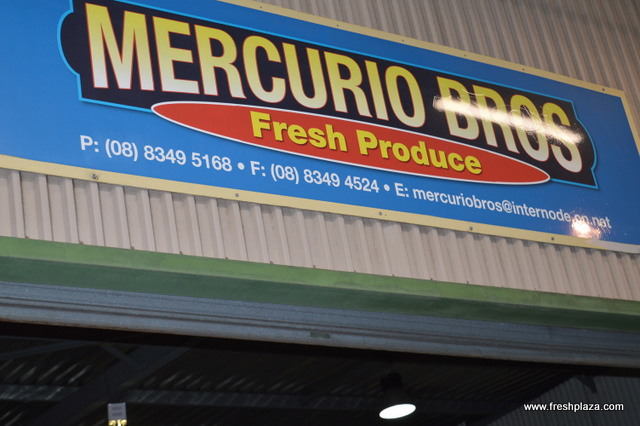 MERCURIO BROS
Fresh Produce
P: (08) 8349 5168 • F: (08) 8349 4524 • E: mercuriobros@internode.on.net
www.freshplaza.com